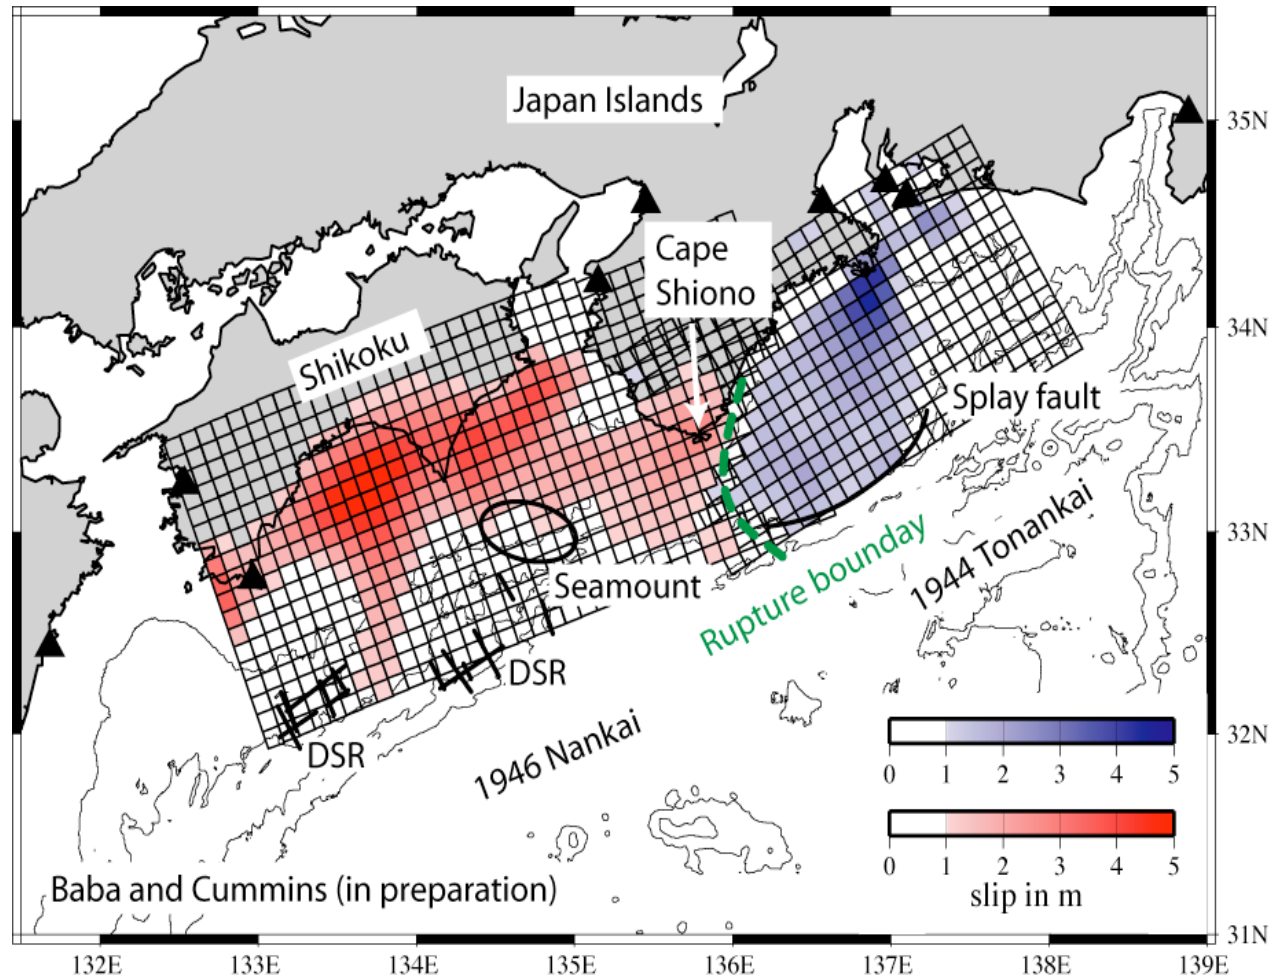 Japan Islands
35N
Cape
Shiono
34N
Shikoku
Splay fault
33N
Seamount
Rupture bounday
1944 Tonankai
DSR
DSR
32N
1946 Nankai
0 1 2 3 4 5
0 1 2 3 4 5
slip in m
Baba and Cummins (in preparation)
31N
132E 133E 134E 135E 136E 137E 138E 139E